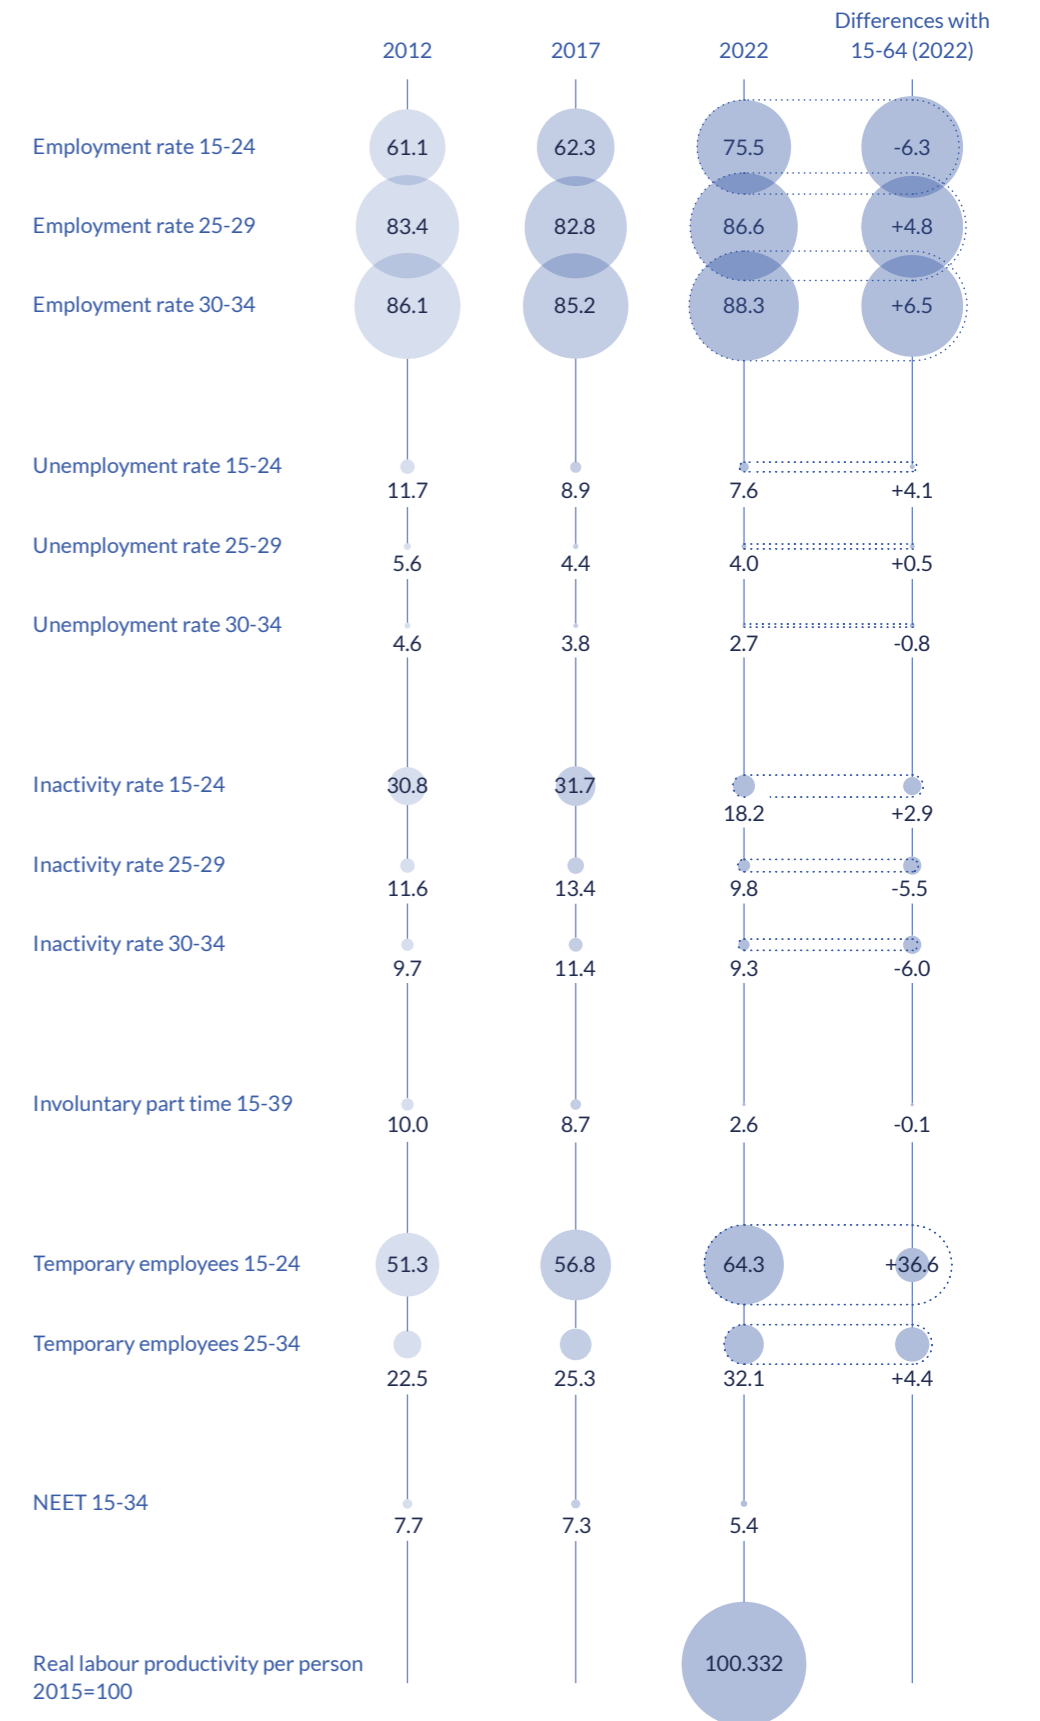 Differences with
2012 2017 2022 15-64 (2022)
Employment rate 15-24 61.1 62.3 75.5 -6.3
Employment rate 25-29 83.4 82.8 86.6 +4.8
Employment rate 30-34 86.1 85.2 88.3 +6.5
Unemployment rate 15-24
11.7 8.9 7.6 +4.1
Unemployment rate 25-29
5.6 4.4 4.0 +0.5
Unemployment rate 30-34
4.6 3.8 2.7 -0.8
Inactivity rate 15-24 30.8 31.7
18.2 +2.9
Inactivity rate 25-29
11.6 13.4 9.8 -5.5
Inactivity rate 30-34
9.7 11.4 9.3 -6.0
Involuntary part time 15-39
10.0 8.7 2.6 -0.1
Temporary employees 15-24 51.3 56.8 64.3 +36.6
Temporary employees 25-34
22.5 25.3 32.1 +4.4
NEET 15-34
7.7 7.3 5.4
Real labour productivity per person 100.332
2015=100